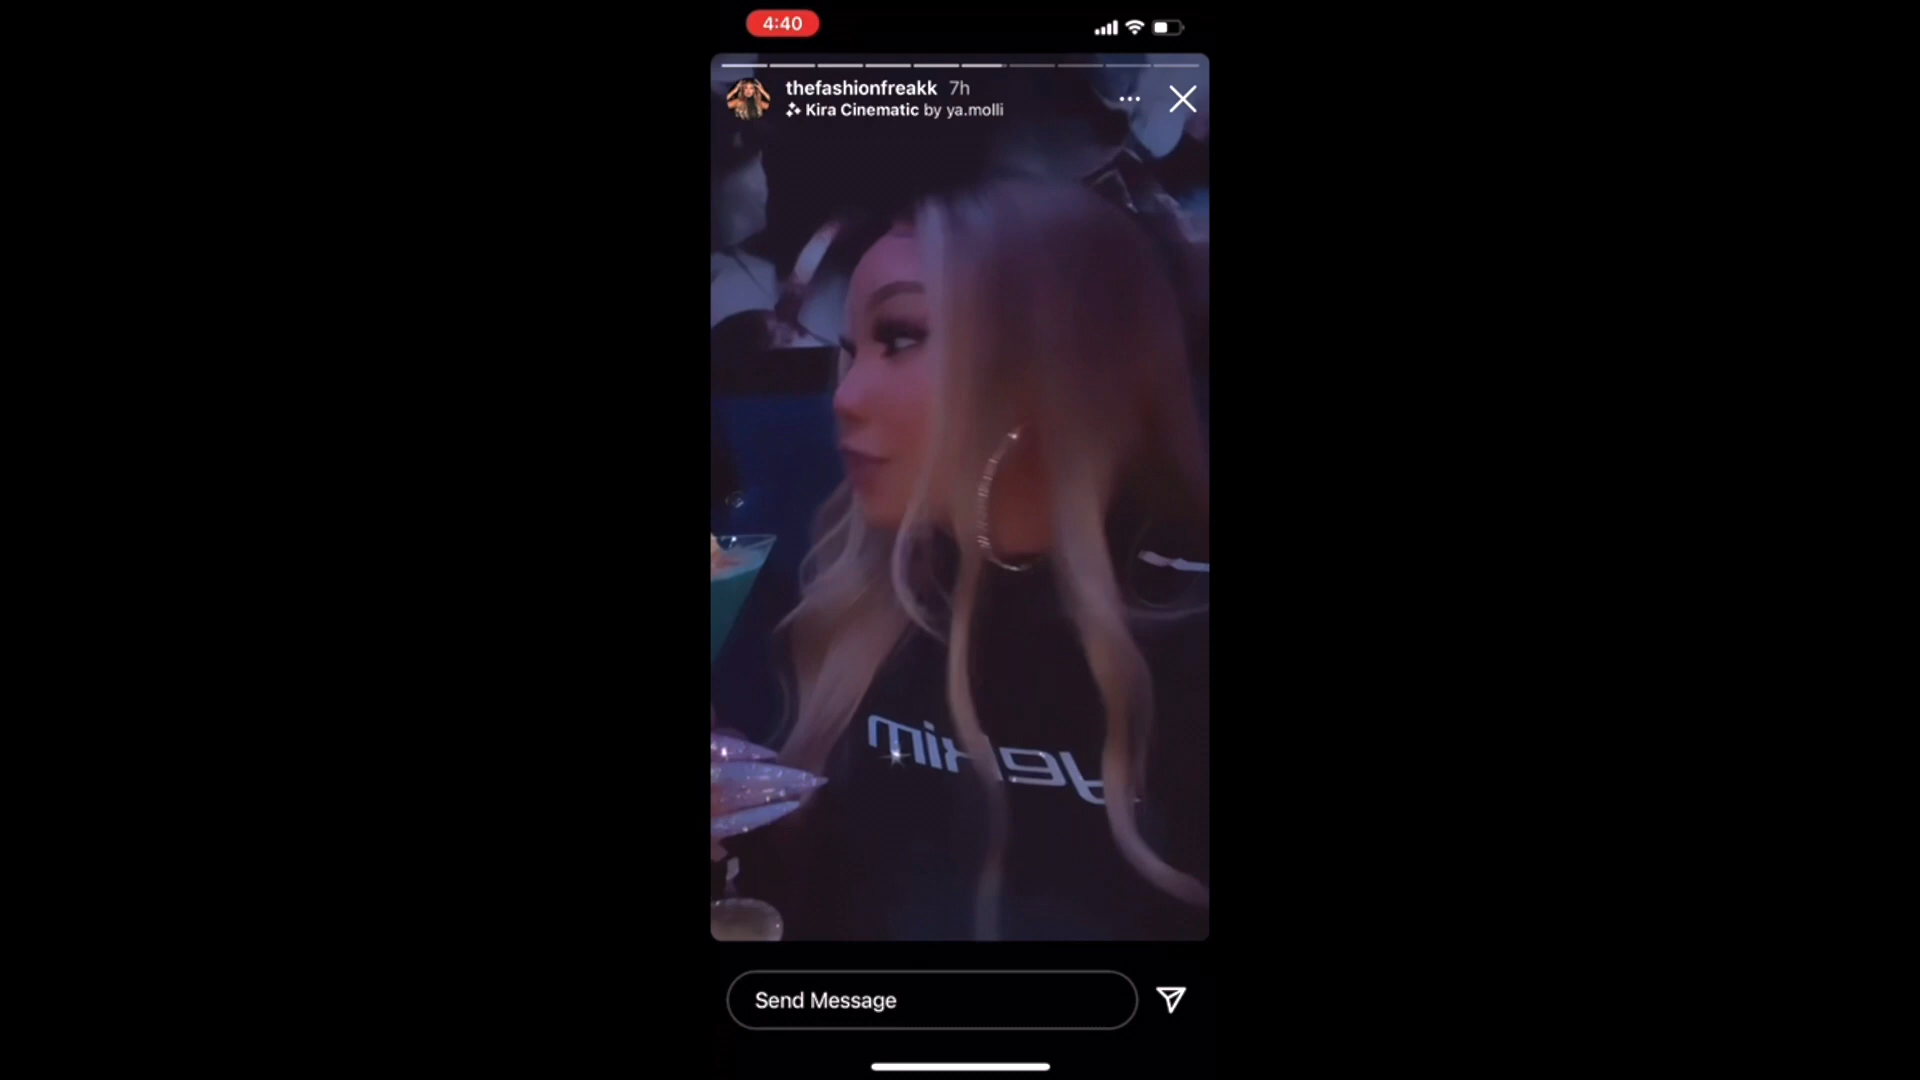 4:40
thefashionfreakk 7h
Kira Cinematic by ya.molli
Send Message